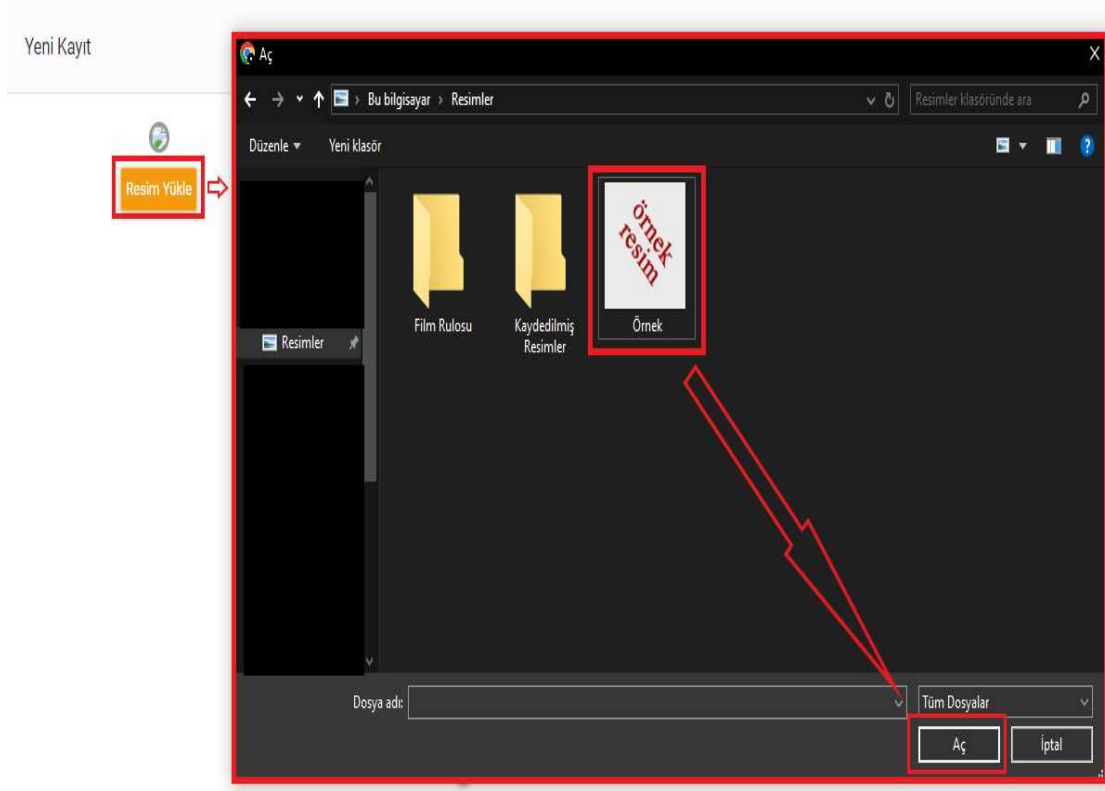 Yeni Kayıt
Resim Yükle
Aç
Bu bilgisayar › Resimler
Resimler klasöründe ara
Düzenle
Yeni klasör
Resimler
örnek
resim
Film Rulosu
Kaydedilmiş
Resimler
Örnek
Dosya adı:
Tüm Dosyalar
Aç
İptal